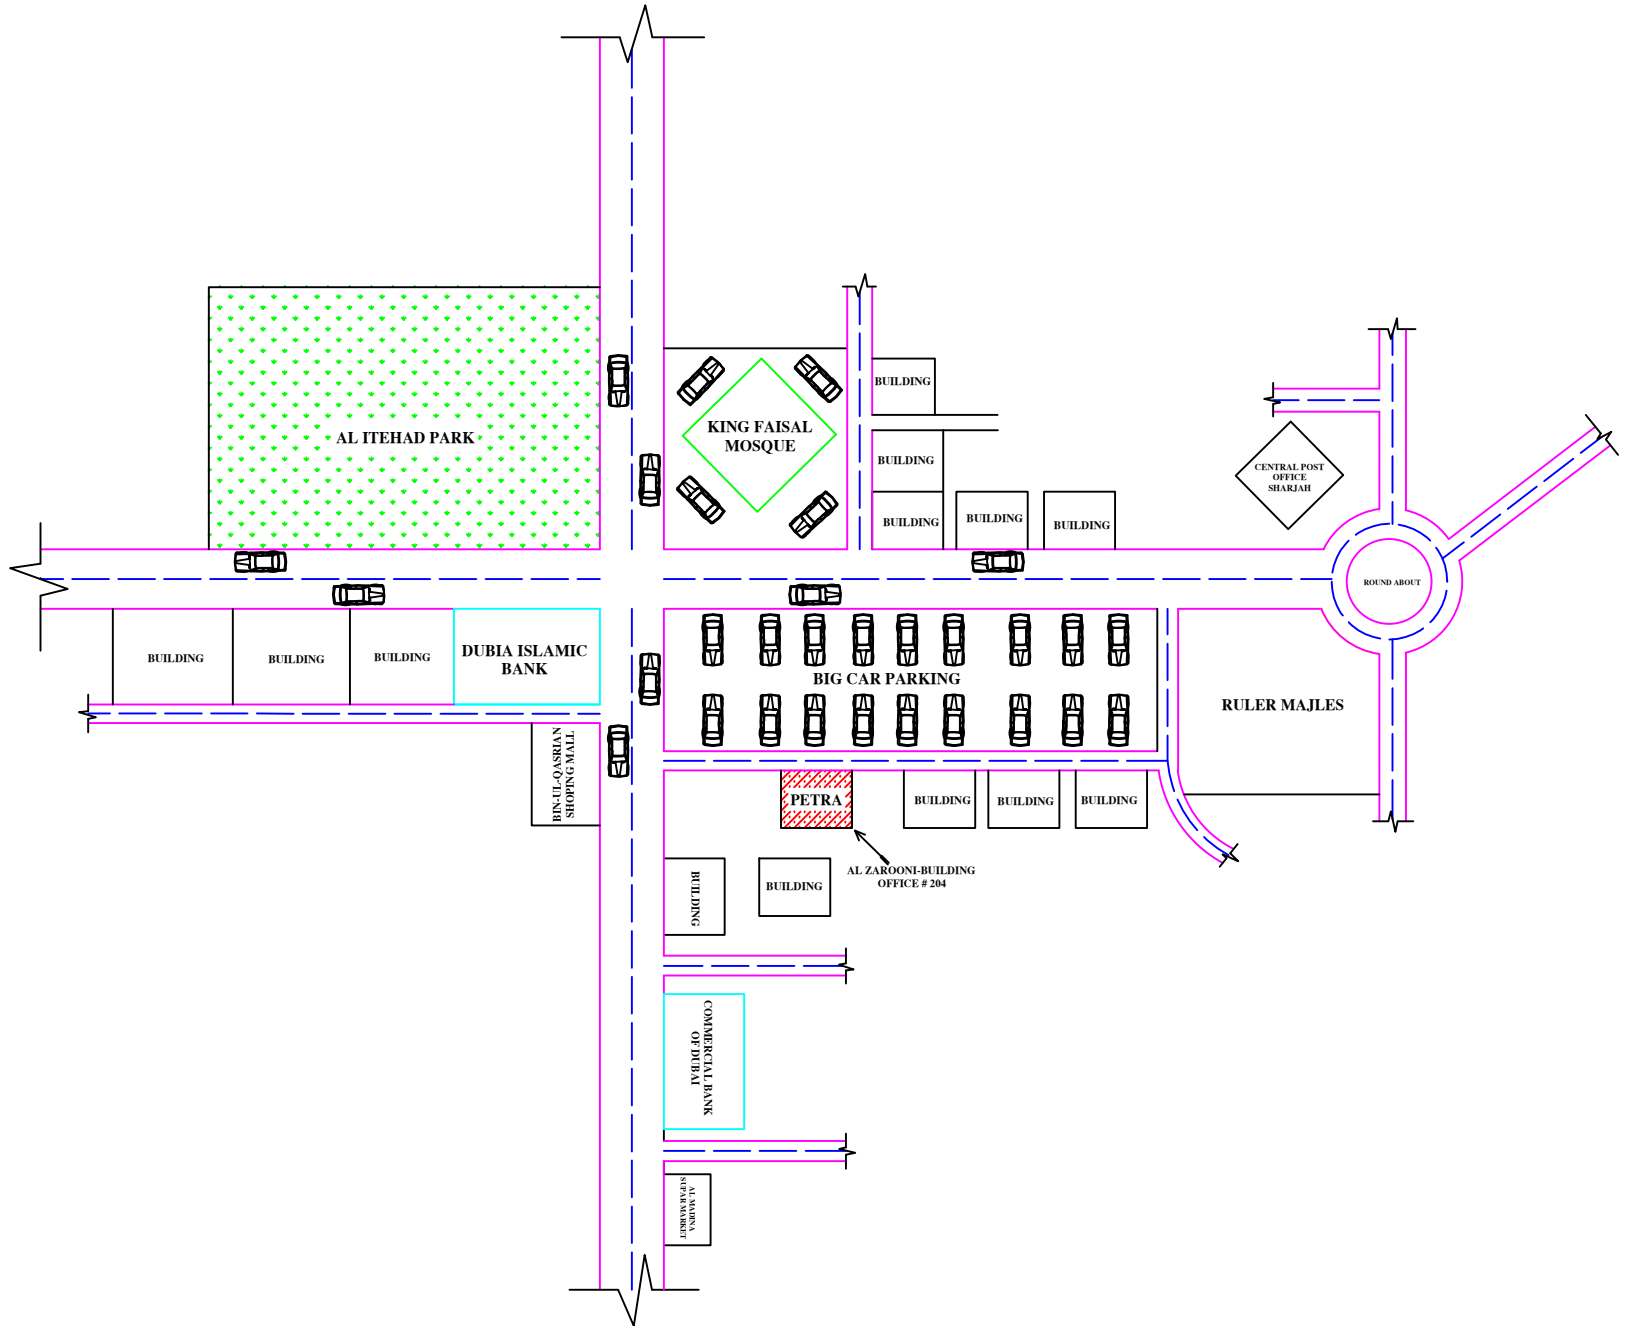 BUILDING
KING FAISAL
MOSQUE
AL ITEHAD PARK
BUILDING
CENTRAL POST
OFFICE
SHARJAH
BUILDING
BUILDING
BUILDING
ROUND ABOUT
BUILDING
BUILDING
BUILDING
DUBIA ISLAMIC
BANK
BIG CAR PARKING
RULER MAJLES
BIN-UL-QASRIAN
SHOPING MALL
PETRA
BUILDING
BUILDING
BUILDING
AL ZAROONI-BUILDING
OFFICE # 204
BUILDING
BUILDING
COMMERCIAL BANK
OF DUBAI
AL MADINA
SUPAR MARKET